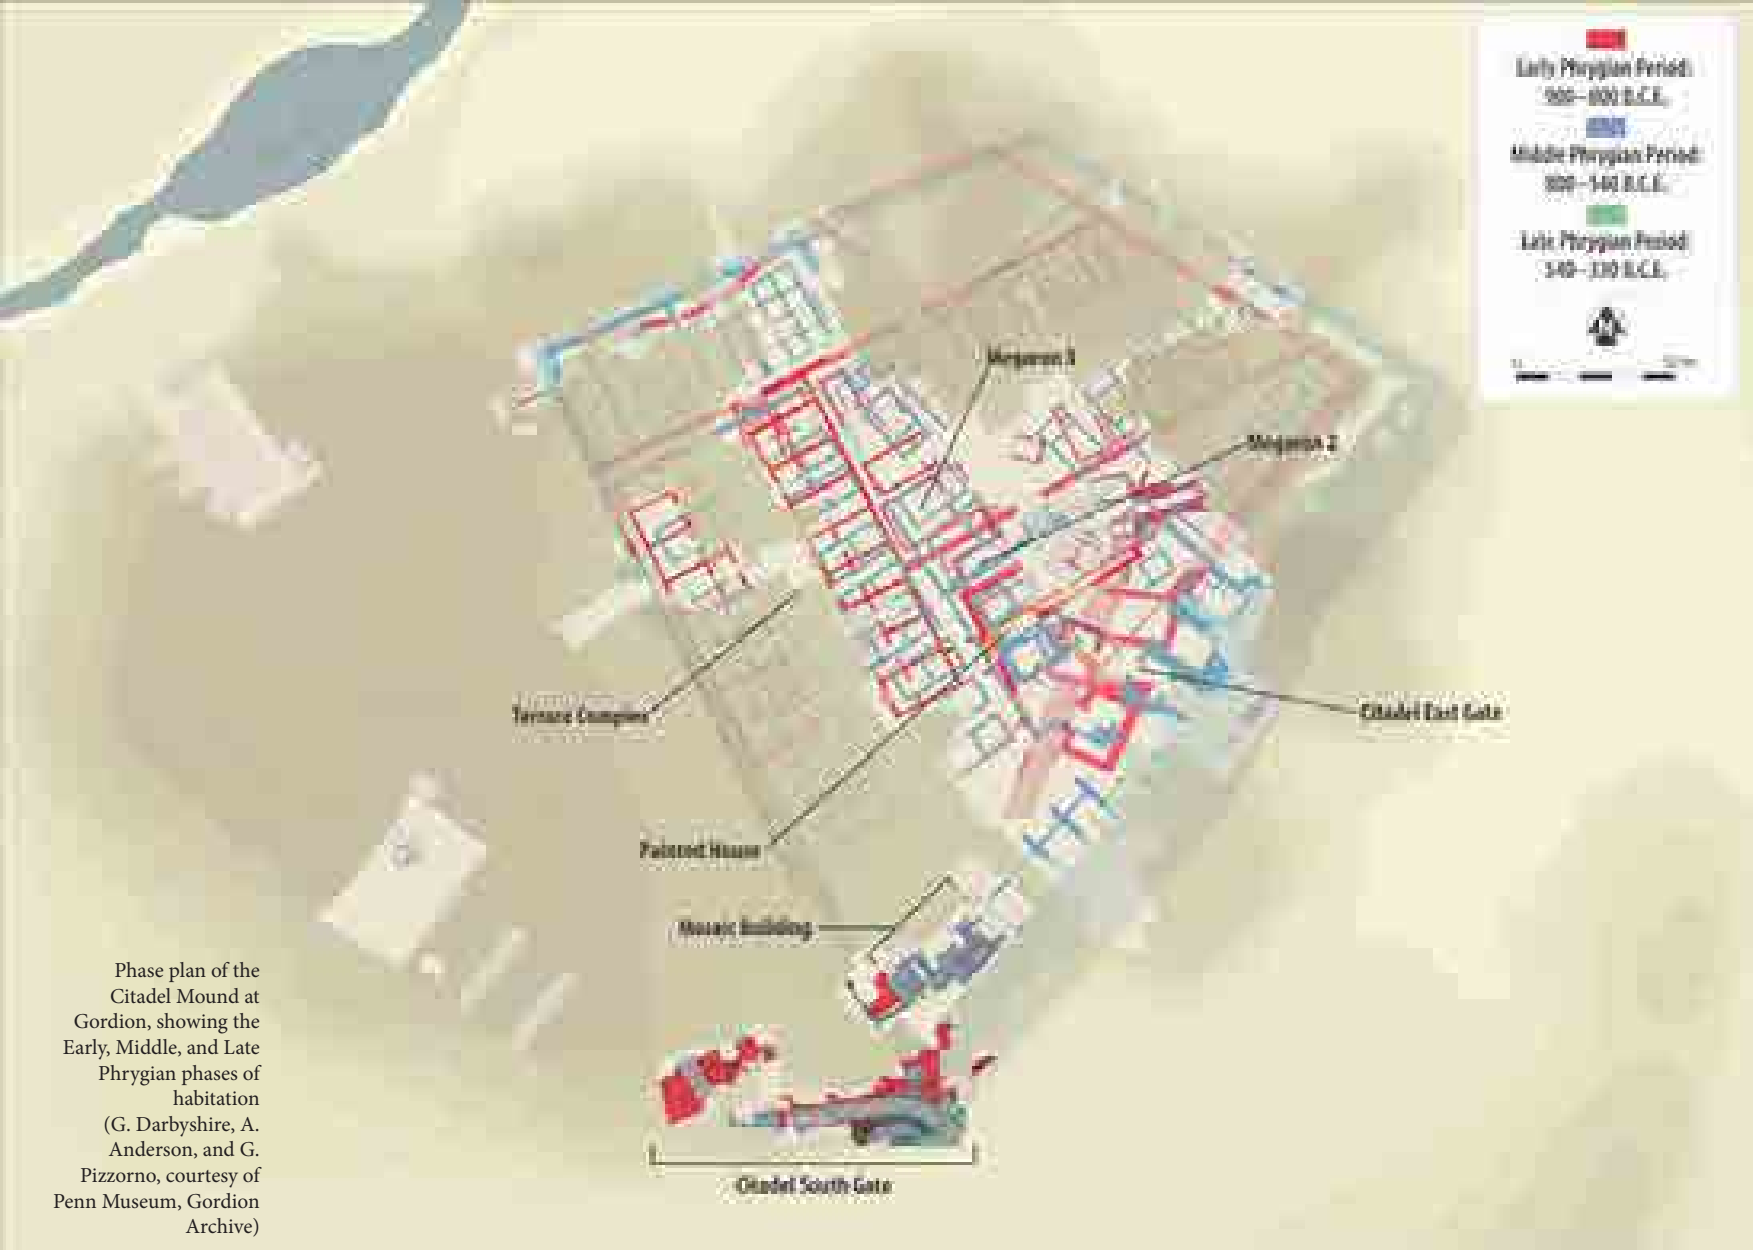 Early Phrygian Period:
900–800 B.C.E.
Middle Phrygian Period:
800–540 B.C.E.
Late Phrygian Period:
540–330 B.C.E.
N
Megaron 3
Megaron 2
Terrace Complex
Citadel East Gate
Painted House
Mosaic Building
Citadel South Gate
Phase plan of the
Citadel Mound at
Gordion, showing the
Early, Middle, and Late
Phrygian phases of
habitation
(G. Darbyshire, A.
Anderson, and G.
Pizzorno, courtesy of
Penn Museum, Gordion
Archive)